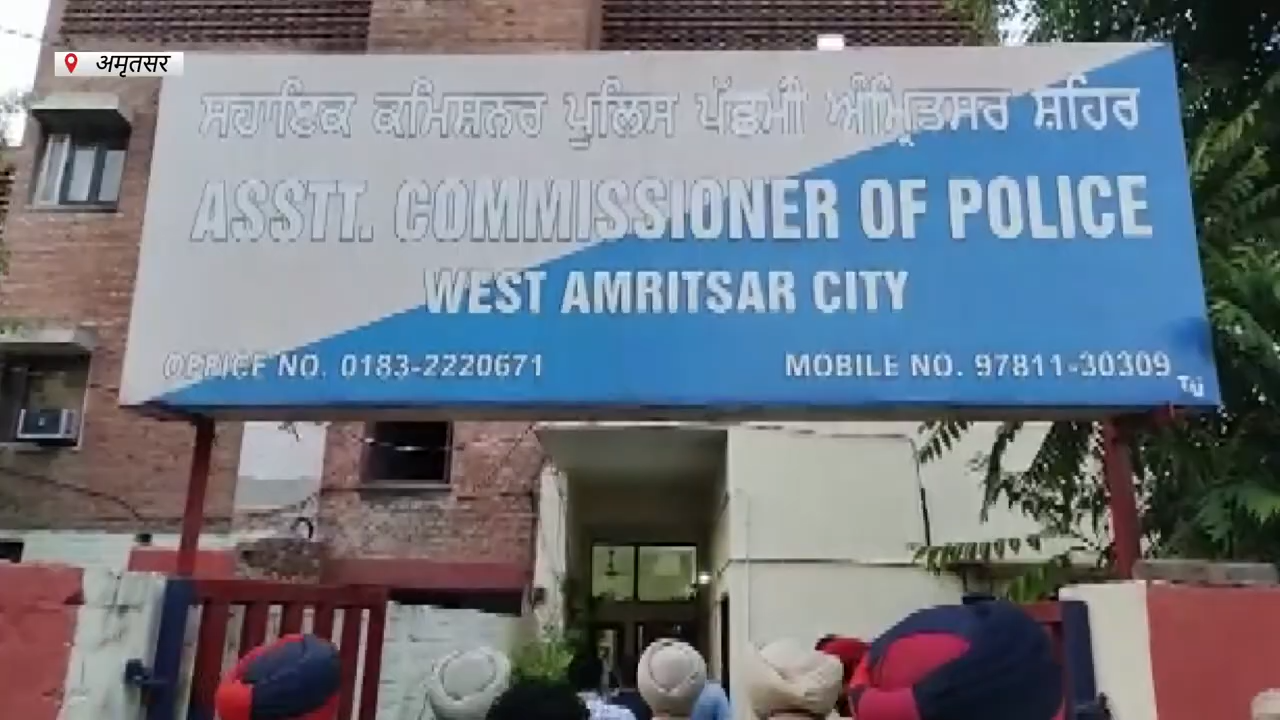 अमृतसर
ਸਹਾਇਕ ਕਮਿਸ਼ਨਰ ਪੁਲਿਸ ਪੱਛਮੀ ਅੰਮ੍ਰਿਤਸਰ ਸ਼ਹਿਰ
ASSTT. COMMISSIONER OF POLICE
WEST AMRITSAR CITY
OFFICE NO. 0183-2220671 MOBILE NO. 97811-30309
TU